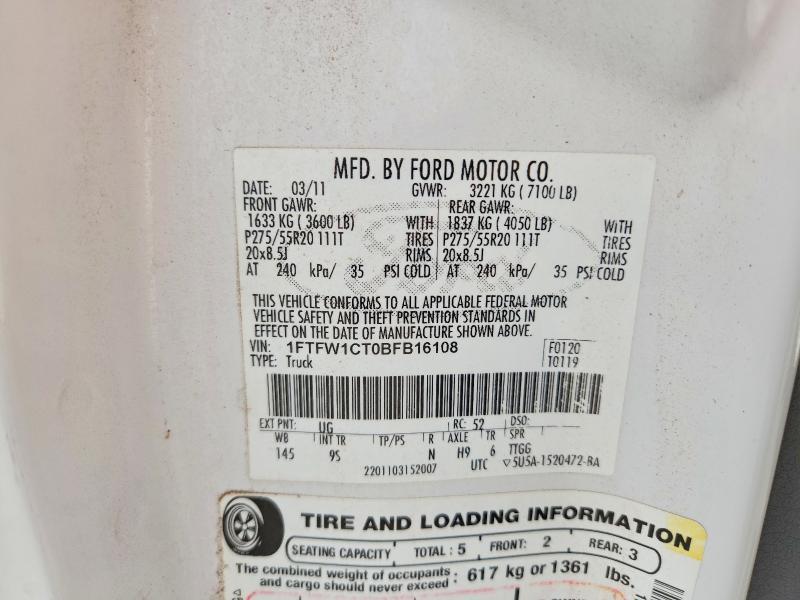 MFD. BY FORD MOTOR CO.
DATE: 03/11 GVWR: 3221 KG ( 7100 LB)
FRONT GAWR: REAR GAWR:
1633 KG ( 3600 LB) WITH 1837 KG ( 4050 LB) WITH
P275/55R20 111T TIRES P275/55R20 111T TIRES
20x8.5J RIMS 20x8.5J RIMS
AT 240 kPa/ 35 PSI COLD AT 240 kPa/ 35 PSI COLD
Ford
THIS VEHICLE CONFORMS TO ALL APPLICABLE FEDERAL MOTOR
VEHICLE SAFETY AND THEFT PREVENTION STANDARDS IN
EFFECT ON THE DATE OF MANUFACTURE SHOWN ABOVE.
VIN: 1FTFW1CT0BFB16108 F0120
TYPE: Truck T0119
EXT PNT: UG RC: 52 DSO:
WB INT TR TP/PS R AXLE TR SPR
145 9S N H9 6 TTGG
2201103152007 UTC 5U5A-1520472-BA
TIRE AND LOADING INFORMATION
SEATING CAPACITY TOTAL : 5 FRONT: 2 REAR: 3
The combined weight of occupants
and cargo should never exceed : 617 kg or 1361 lbs.